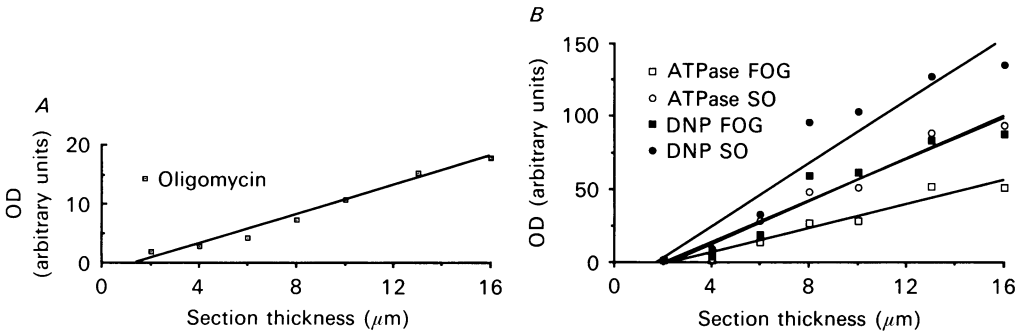 A
OD
(arbitrary units)
20
10
0
Oligomycin
0 4 8 12 16
Section thickness (μm)
B
OD (arbitrary units)
150
100
50
0
ATPase FOG
ATPase SO
DNP FOG
DNP SO
4 8 12 16
Section thickness (μm)